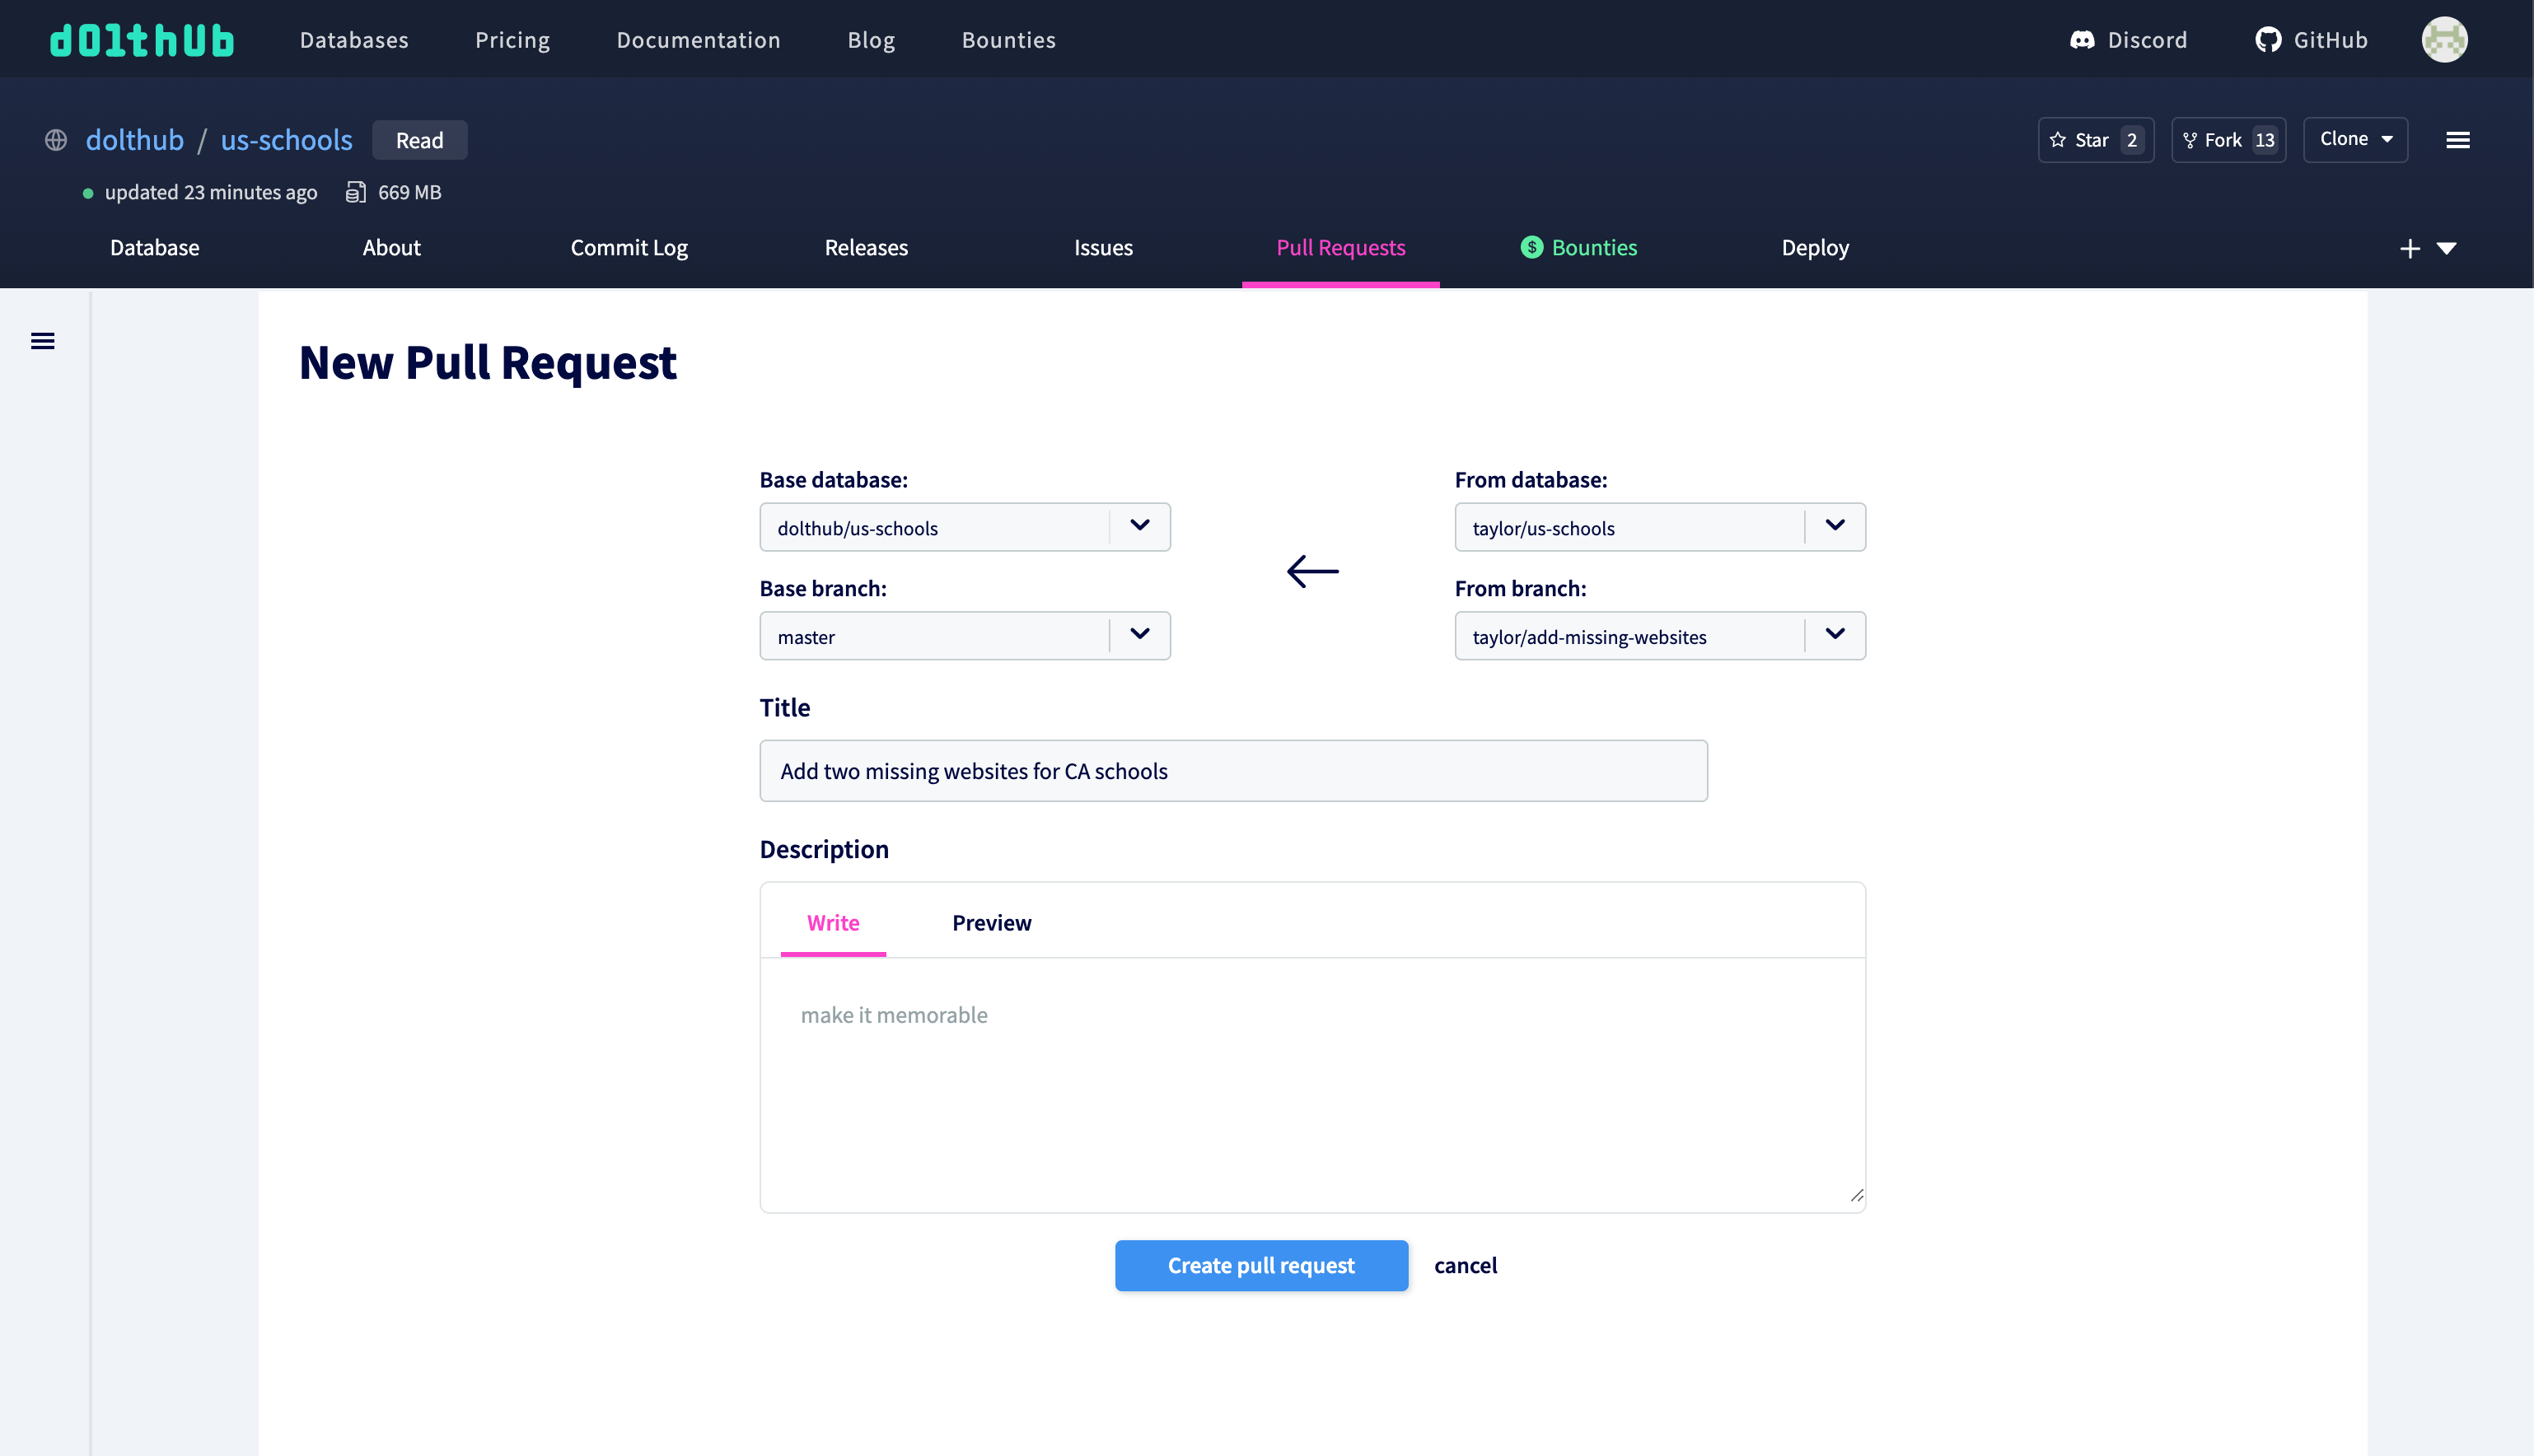 dolthub Databases Pricing Documentation Blog Bounties Discord GitHub
dolthub / us-schools Read Star 2 Fork 13 Clone
updated 23 minutes ago 669 MB
Database About Commit Log Releases Issues Pull Requests $ Bounties Deploy
New Pull Request
Base database: From database:
dolthub/us-schools taylor/us-schools
Base branch: From branch:
master taylor/add-missing-websites
Title
Add two missing websites for CA schools
Description
Write Preview
make it memorable
Create pull request cancel